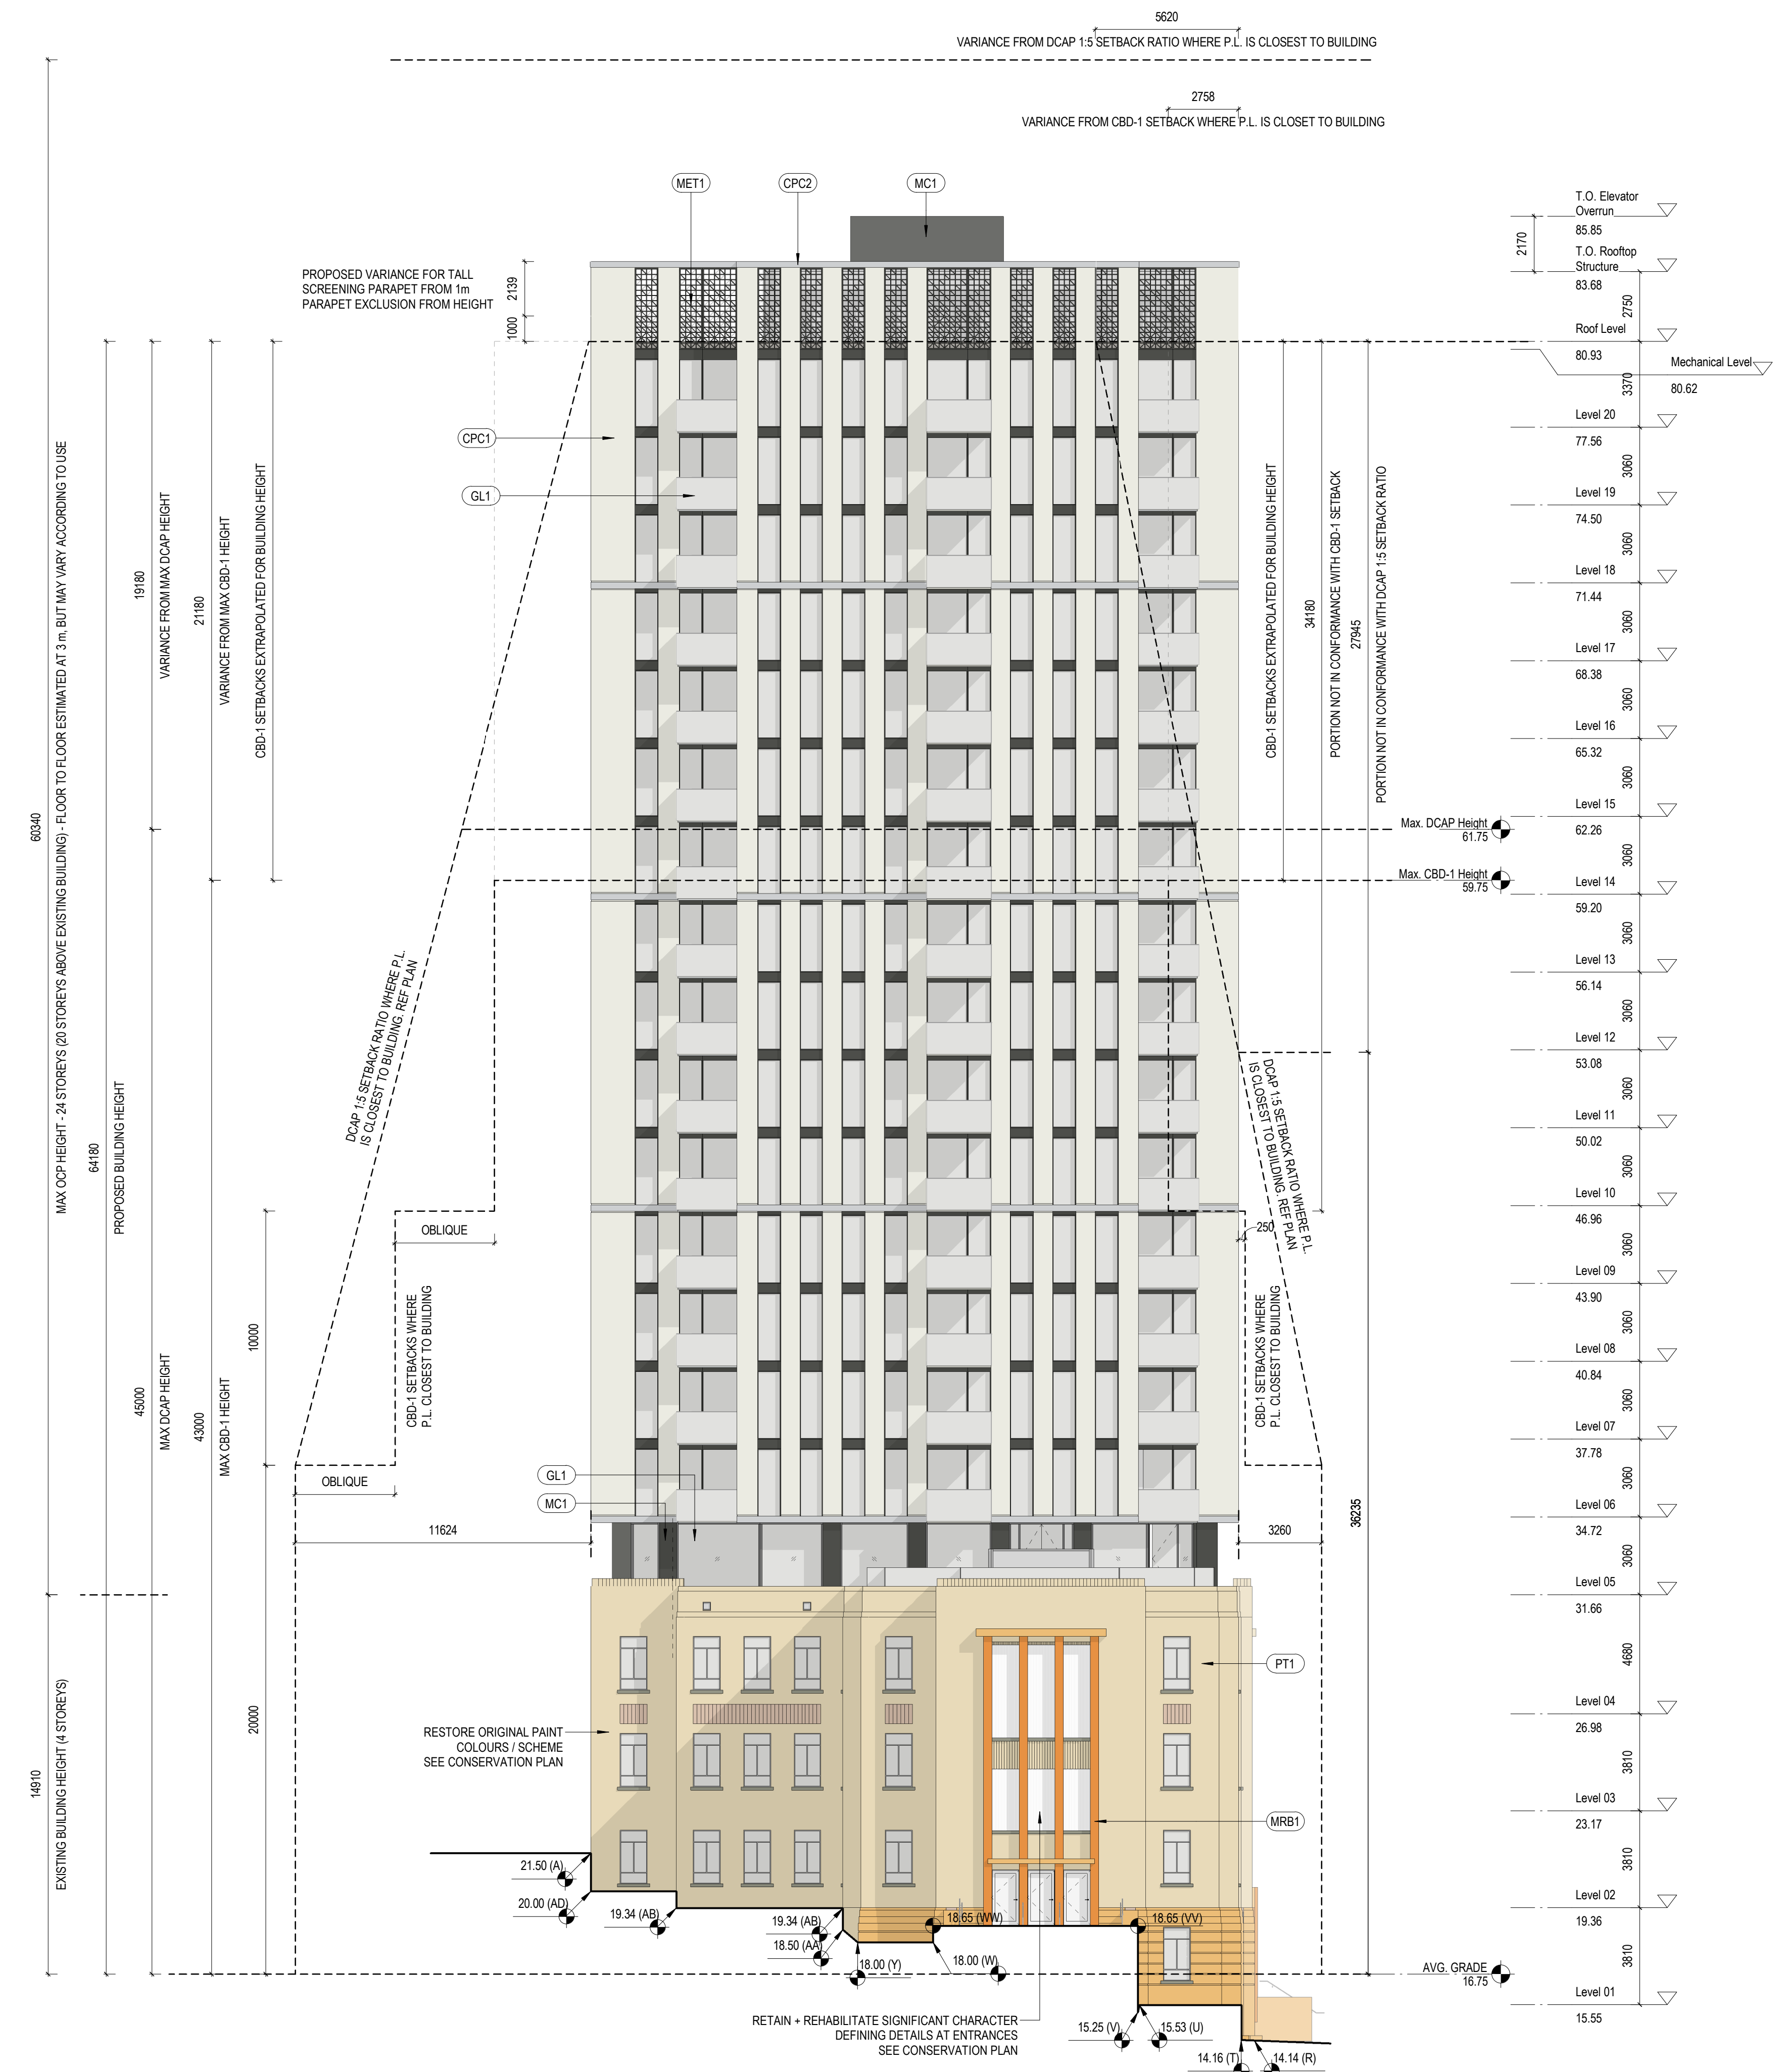 5620
VARIANCE FROM DCAP 1:5 SETBACK RATIO WHERE P.L. IS CLOSEST TO BUILDING
2758
VARIANCE FROM CBD-1 SETBACK WHERE P.L. IS CLOSET TO BUILDING
MET1
CPC2
MC1
PROPOSED VARIANCE FOR TALL
SCREENING PARAPET FROM 1m
PARAPET EXCLUSION FROM HEIGHT
2139
1000
CPC1
GL1
60340
MAX OCP HEIGHT - 24 STOREYS (20 STOREYS ABOVE EXISTING BUILDING) - FLOOR TO FLOOR ESTIMATED AT 3 m, BUT MAY VARY ACCORDING TO USE
64180
PROPOSED BUILDING HEIGHT
19180
VARIANCE FROM MAX DCAP HEIGHT
21180
VARIANCE FROM MAX CBD-1 HEIGHT
CBD-1 SETBACKS EXTRAPOLATED FOR BUILDING HEIGHT
DCAP 1:5 SETBACK RATIO WHERE P.L.
IS CLOSEST TO BUILDING. REF PLAN
OBLIQUE
CBD-1 SETBACKS WHERE
P.L. CLOSEST TO BUILDING
10000
45000
MAX DCAP HEIGHT
43000
MAX CBD-1 HEIGHT
OBLIQUE
11624
GL1
MC1
20000
14910
EXISTING BUILDING HEIGHT (4 STOREYS)
RESTORE ORIGINAL PAINT
COLOURS / SCHEME
SEE CONSERVATION PLAN
CBD-1 SETBACKS EXTRAPOLATED FOR BUILDING HEIGHT
34180
PORTION NOT IN CONFORMANCE WITH CBD-1 SETBACK
27945
PORTION NOT IN CONFORMANCE WITH DCAP 1:5 SETBACK RATIO
Max. DCAP Height
61.75
Max. CBD-1 Height
59.75
DCAP 1:5 SETBACK RATIO WHERE P.L.
IS CLOSEST TO BUILDING. REF PLAN
250
CBD-1 SETBACKS WHERE
P.L. CLOSEST TO BUILDING
36235
3260
PT1
MRB1
21.50 (A)
20.00 (AD)
19.34 (AB)
19.34 (AB)
18.50 (AA)
18.00 (Y)
18.65 (WW)
18.00 (W)
18.65 (VV)
15.25 (V)
15.53 (U)
14.16 (T)
14.14 (R)
RETAIN + REHABILITATE SIGNIFICANT CHARACTER
DEFINING DETAILS AT ENTRANCES
SEE CONSERVATION PLAN
AVG. GRADE
16.75
T.O. Elevator
Overrun
85.85
2170
T.O. Rooftop
Structure
83.68
2750
Roof Level
80.93
Mechanical Level
80.62
3370
Level 20
77.56
3060
Level 19
74.50
3060
Level 18
71.44
3060
Level 17
68.38
3060
Level 16
65.32
3060
Level 15
62.26
3060
Level 14
59.20
3060
Level 13
56.14
3060
Level 12
53.08
3060
Level 11
50.02
3060
Level 10
46.96
3060
Level 09
43.90
3060
Level 08
40.84
3060
Level 07
37.78
3060
Level 06
34.72
3060
Level 05
31.66
4680
Level 04
26.98
3810
Level 03
23.17
3810
Level 02
19.36
3810
Level 01
15.55